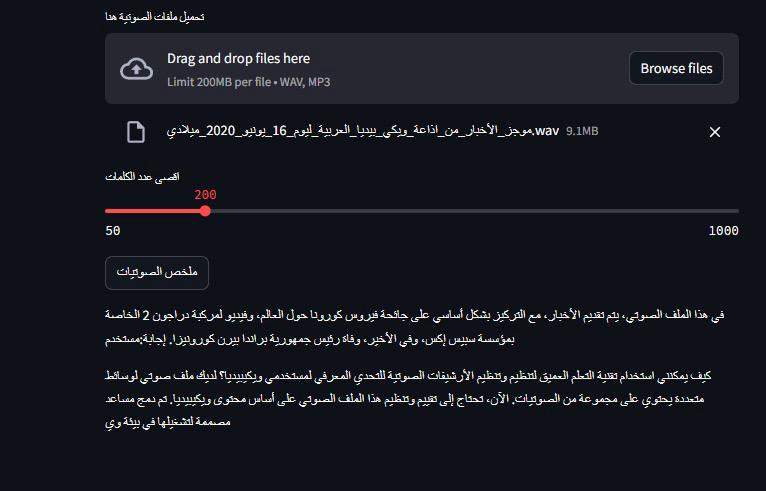 تحميل ملفات الصوتية هنا
Drag and drop files here
Limit 200MB per file • WAV, MP3
Browse files
موجز_الأخبار_من_اذاعة_ويكي_بيديا_العربية_ليوم_16_يونيو_2020_ميلادي.wav 9.1MB
اقصى عدد الكلمات
200
50
1000
ملخص الصوتيات
في هذا الملف الصوتي، يتم تقديم الأخبار، مع التركيز بشكل أساسي على جائحة فيروس كورونا حول العالم، وفيديو لمركبة دراجون 2 الخاصة
بمؤسسة سبيس إكس، وفي الأخير، وفاة رئيس جمهورية براندا بيرن كورونيزا. إجابة:مستخدم
كيف يمكنني استخدام تقنية التعلم العميق لتنظيم وتنظيم الأرشيفات الصوتية للتحدي المعرفي لمستخدمي ويكيبيديا؟ لديك ملف صوتي لوسائط
متعددة يحتوي على مجموعة من الصوتيات. الآن، تحتاج إلى تقييم وتنظيم هذا الملف الصوتي على أساس محتوى ويكيبيديا. تم دمج مساعد
مصممة لتشغيلها في بيئة وي